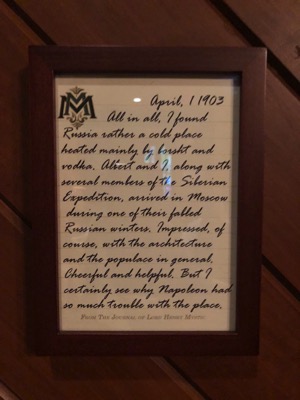 MM
April, 1 1903
All in all, I found
Russia rather a cold place
heated mainly by borsht and
vodka. Albert and I, along with
several members of the Siberian
Expedition, arrived in Moscow
during one of their fabled
Russian winters. Impressed, of
course, with the architecture
and the populace in general.
Cheerful and helpful. But I
certainly see why Napoleon had
so much trouble with the place.
From The Journal of Lord Henry Mystic